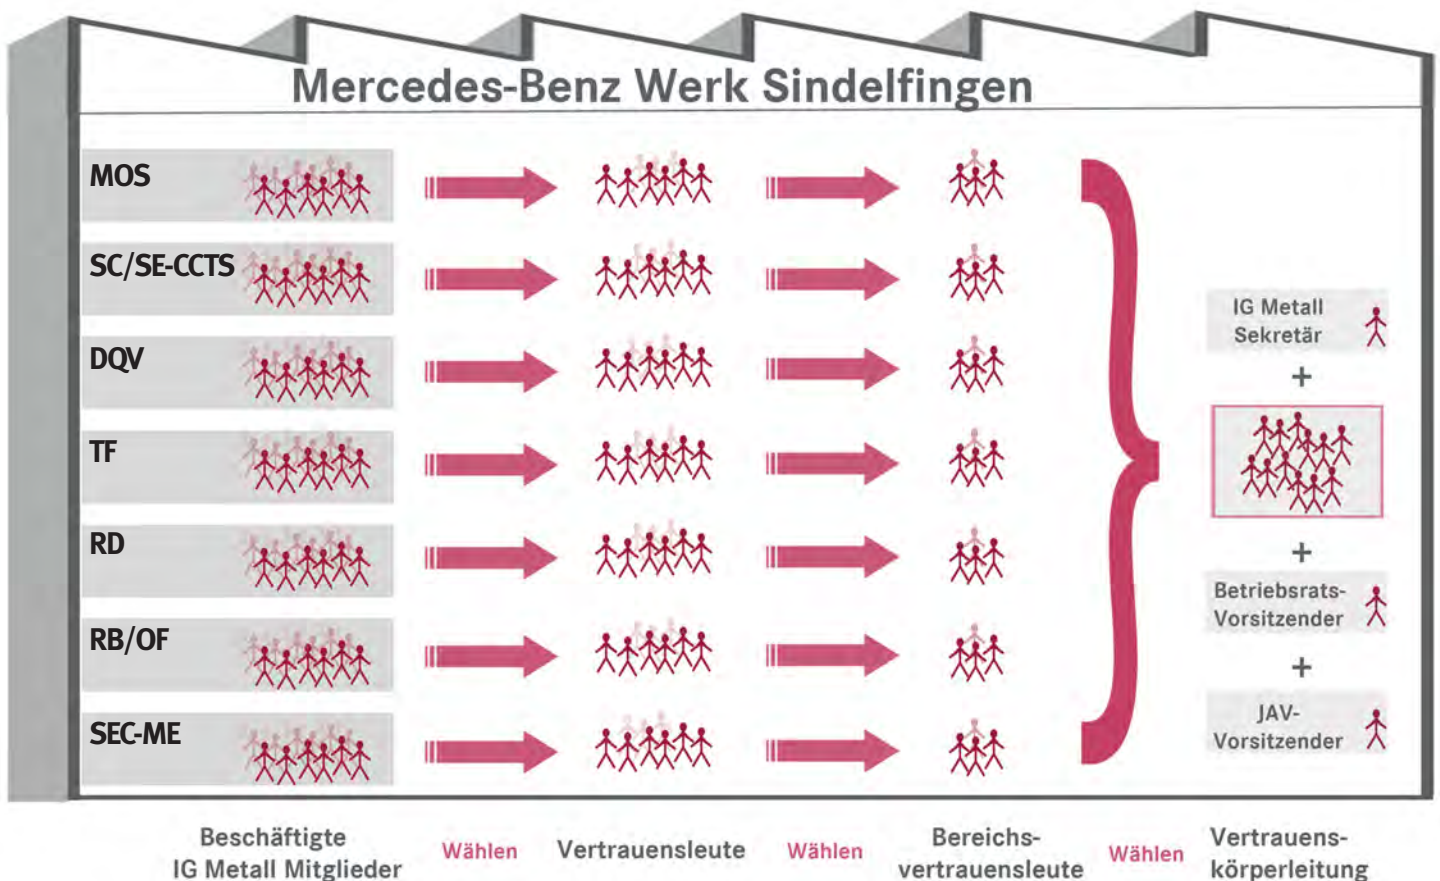 Mercedes-Benz Werk Sindelfingen
MOS
SC/SE-CCTS
DQV
TF
RD
RB/OF
SEC-ME
IG Metall
Sekretär
+
+
Betriebsrats-
Vorsitzender
+
JAV-
Vorsitzender
Beschäftigte
IG Metall Mitglieder
Wählen
Vertrauensleute
Wählen
Bereichs-
vertrauensleute
Wählen
Vertrauens-
körperleitung